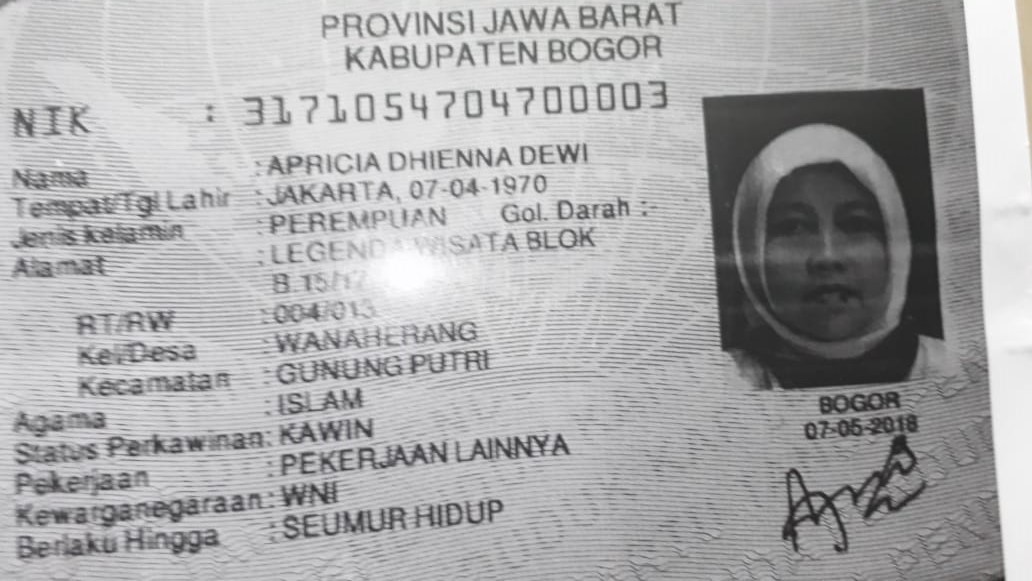 PROVINSI JAWA BARAT
KABUPATEN BOGOR
NIK : 3171054704700003
Nama : APRICIA DHIENNA DEWI
Tempat/Tgl Lahir : JAKARTA, 07-04-1970
Jenis kelamin : PEREMPUAN Gol. Darah :-
Alamat : LEGENDA WISATA BLOK
RT/RW : 004/013
Kel/Desa : WANAHERANG
Kecamatan : GUNUNG PUTRI
Agama : ISLAM
Status Perkawinan: KAWIN
Pekerjaan : PEKERJAAN LAINNYA
Kewarganegaraan: WNI
Berlaku Hingga : SEUMUR HIDUP
BOGOR
07-05-2018